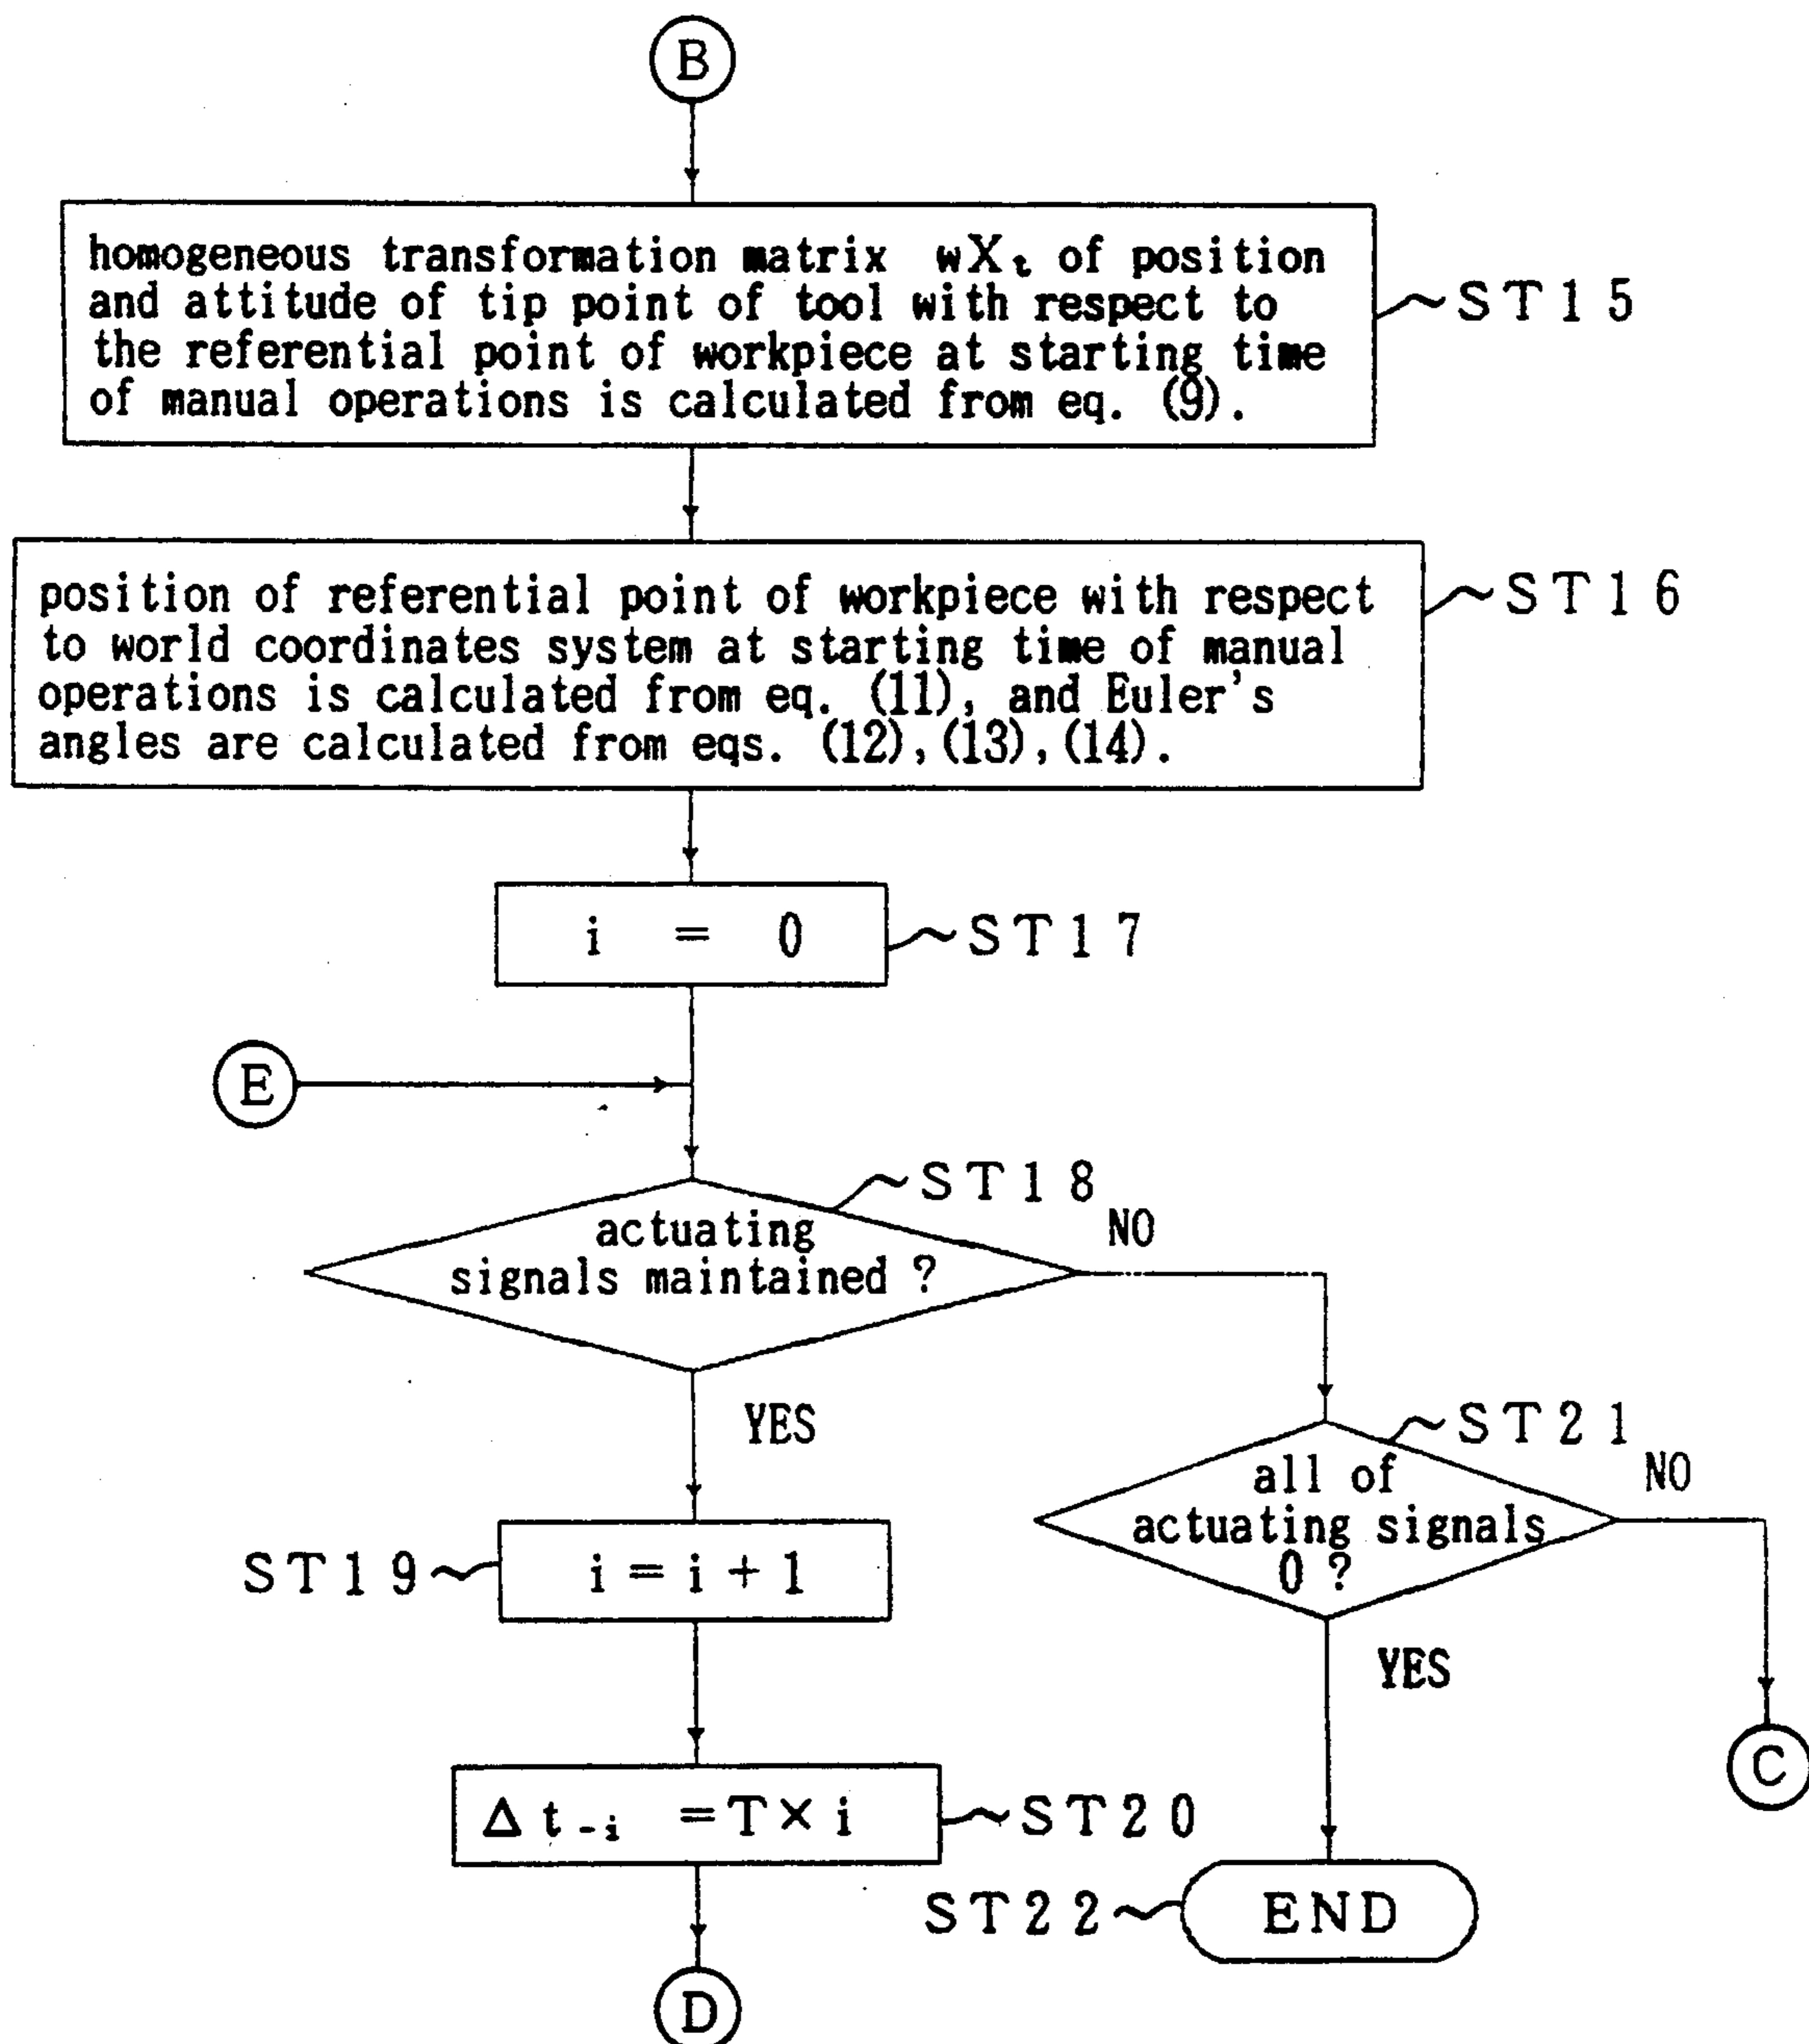 B
homogeneous transformation matrix wXt of position
and attitude of tip point of tool with respect to
the referential point of workpiece at starting time
of manual operations is calculated from eq. (9).
ST15
position of referential point of workpiece with respect
to world coordinates system at starting time of manual
operations is calculated from eq. (11), and Euler's
angles are calculated from eqs. (12),(13),(14).
ST16
i = 0
ST17
E
ST18
actuating
signals maintained ?
NO
YES
ST21
all of
actuating signals
0 ?
NO
ST19
i = i + 1
YES
C
Δt-i = T×i
ST20
ST22
END
D